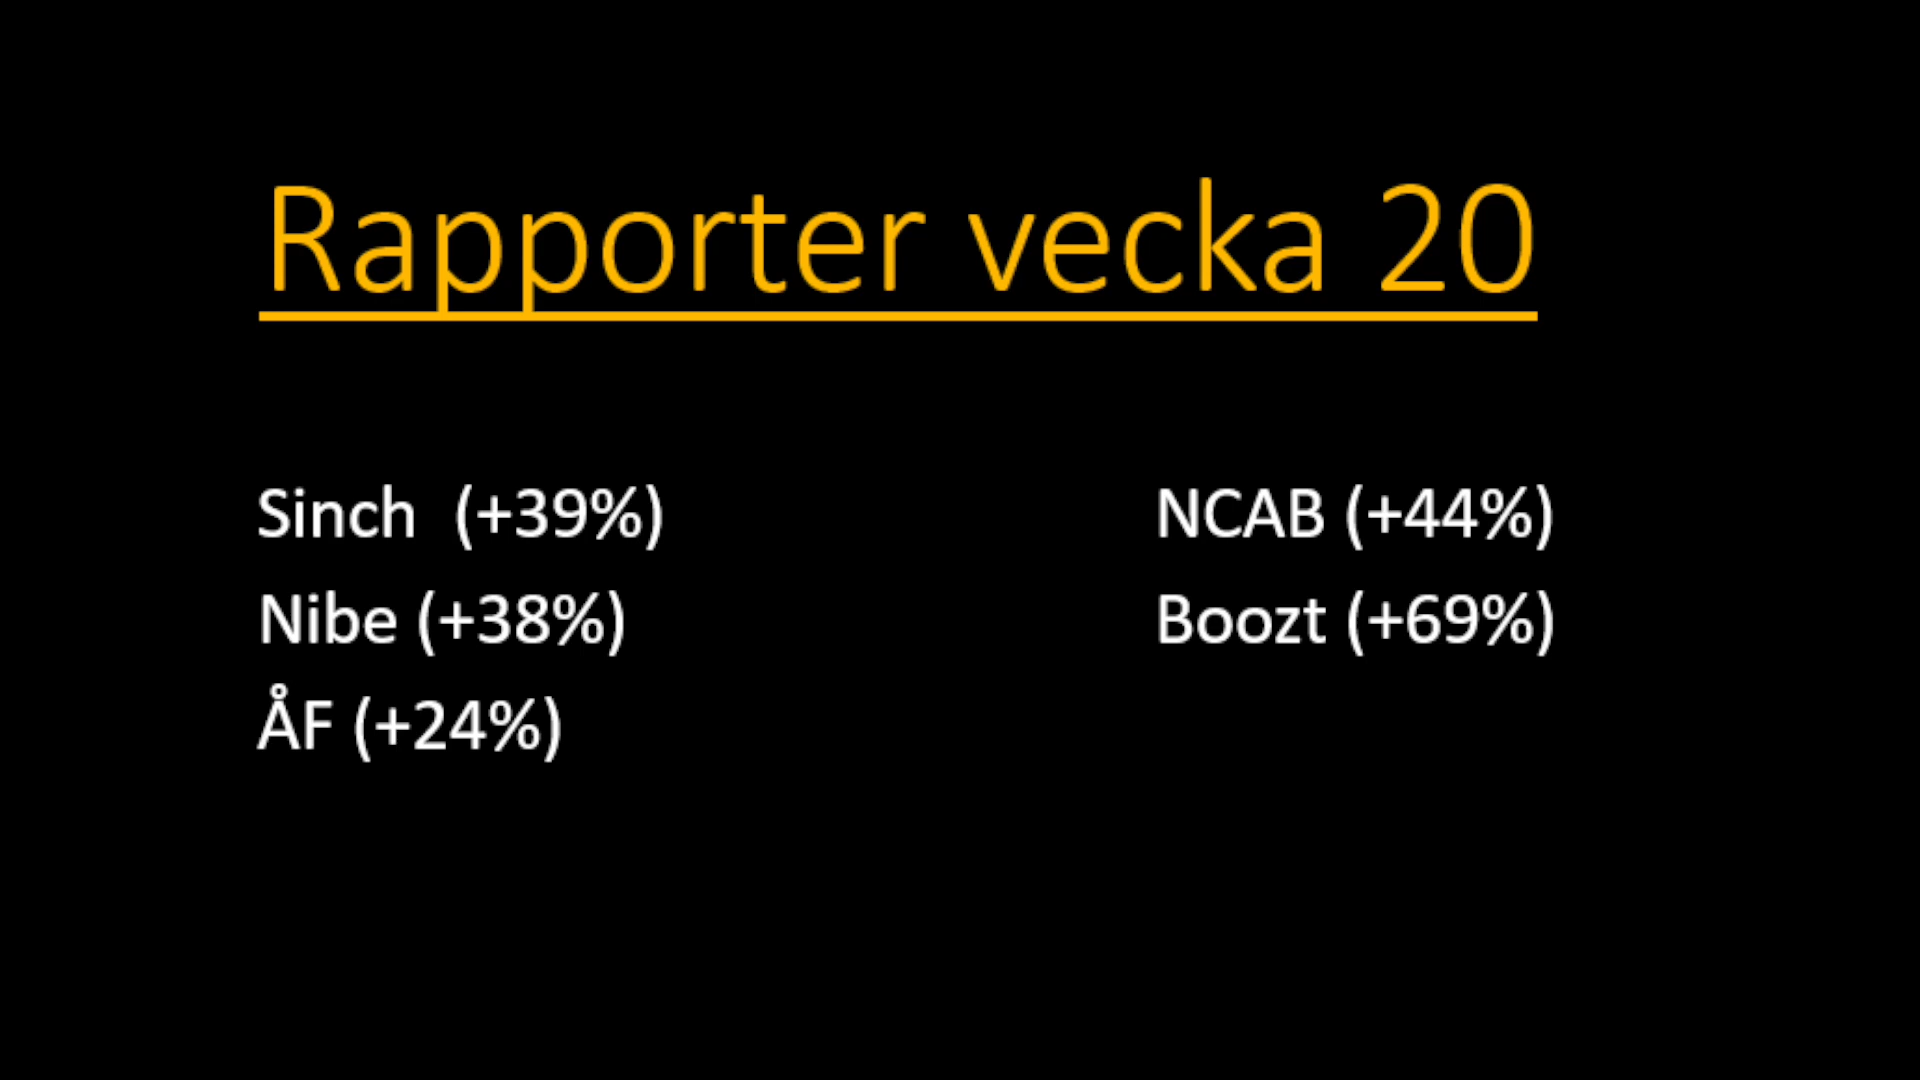 Rapporter vecka 20
Sinch  (+39%)
Nibe (+38%)
ÅF (+24%)
NCAB (+44%)
Boozt (+69%)